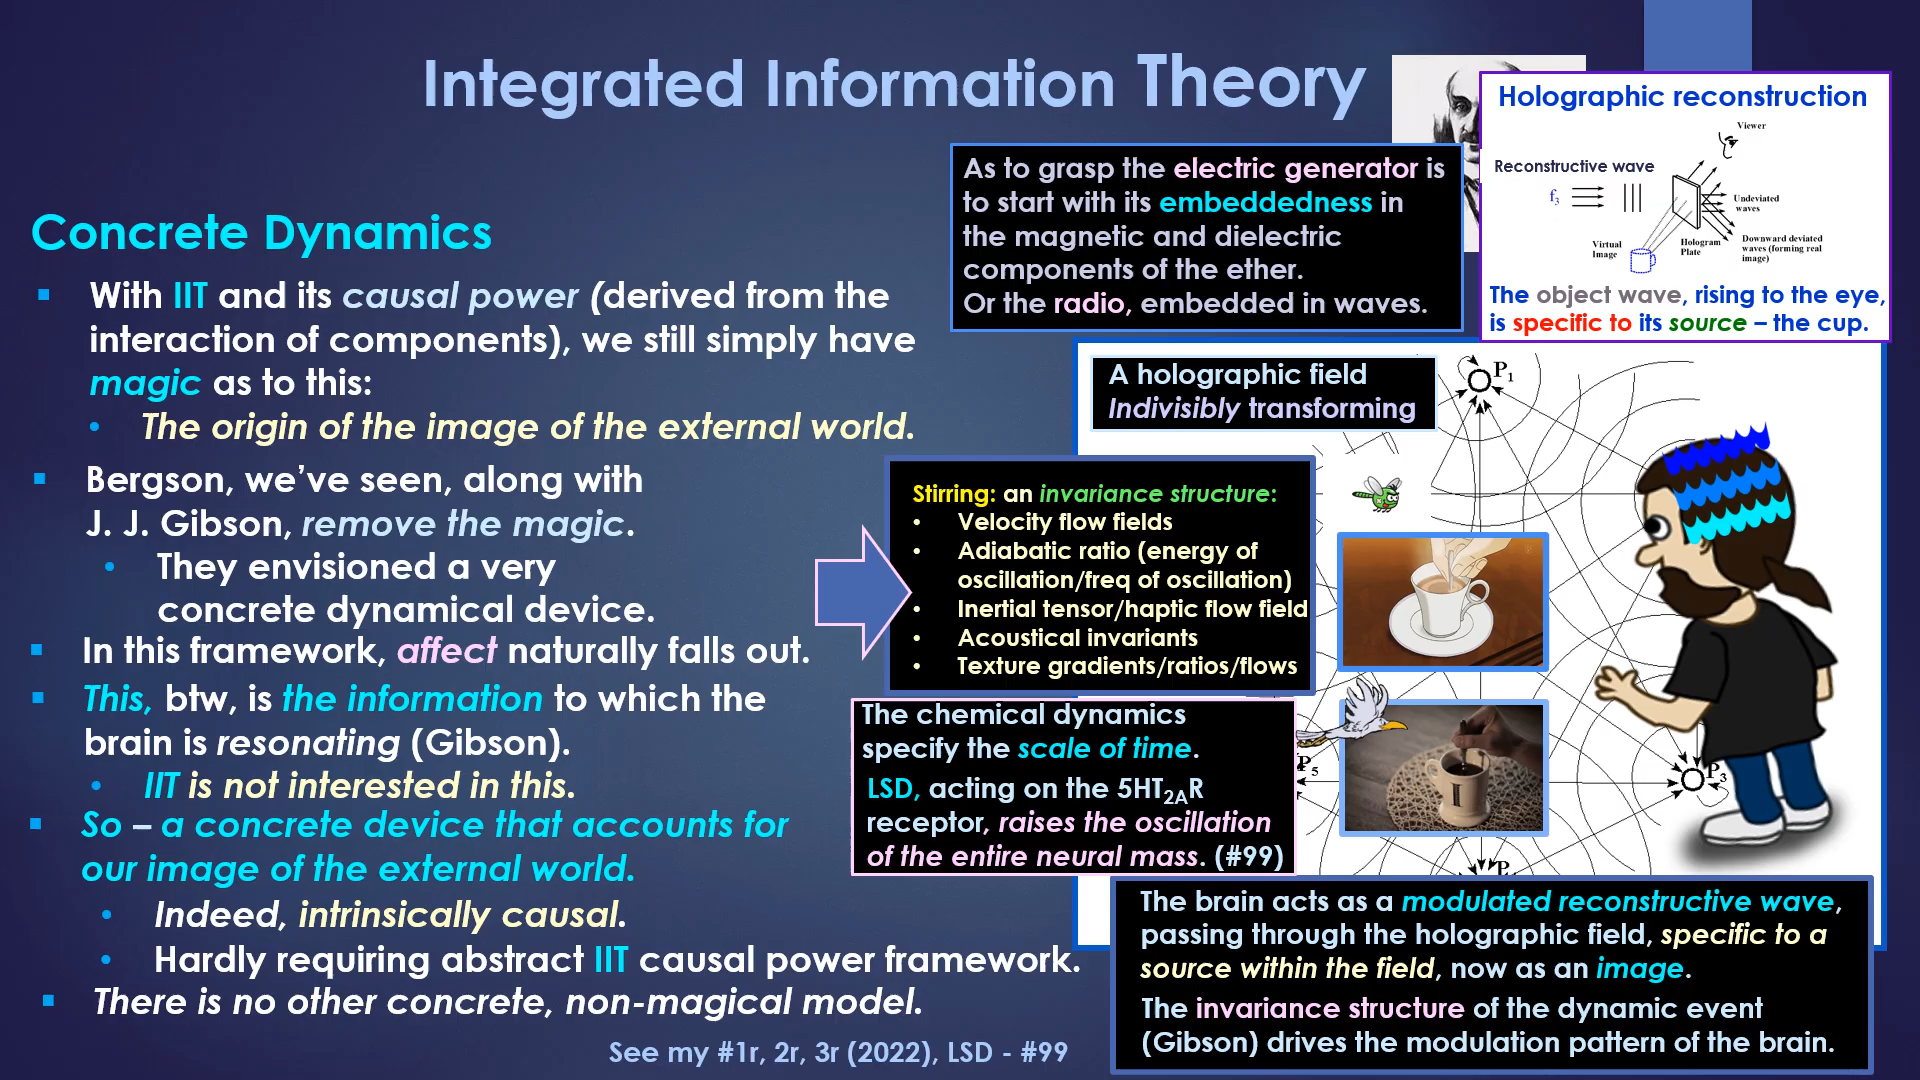 Integrated Information Theory
Concrete Dynamics
With IIT and its causal power (derived from the
interaction of components), we still simply have
magic as to this:
The origin of the image of the external world.
Bergson, we’ve seen, along with
J. J. Gibson, remove the magic.
They envisioned a very
concrete dynamical device.
In this framework, affect naturally falls out.
This, btw, is the information to which the
brain is resonating (Gibson).
IIT is not interested in this.
So – a concrete device that accounts for
our image of the external world.
Indeed, intrinsically causal.
Hardly requiring abstract IIT causal power framework.
There is no other concrete, non-magical model.
See my #1r, 2r, 3r (2022), LSD - #99
As to grasp the electric generator is
to start with its embeddedness in
the magnetic and dielectric
components of the ether.
Or the radio, embedded in waves.
Holographic reconstruction
Viewer
Reconstructive wave
f3
Undeviated
waves
Virtual
Image
Hologram
Plate
Downward deviated
waves (forming real
image)
The object wave, rising to the eye,
is specific to its source – the cup.
A holographic field
Indivisibly transforming
P1
Stirring: an invariance structure:
• Velocity flow fields
• Adiabatic ratio (energy of
oscillation/freq of oscillation)
• Inertial tensor/haptic flow field
• Acoustical invariants
• Texture gradients/ratios/flows
The chemical dynamics
specify the scale of time.
LSD, acting on the 5HT2AR
receptor, raises the oscillation
of the entire neural mass. (#99)
P5
I
P3
P
The brain acts as a modulated reconstructive wave,
passing through the holographic field, specific to a
source within the field, now as an image.
The invariance structure of the dynamic event
(Gibson) drives the modulation pattern of the brain.